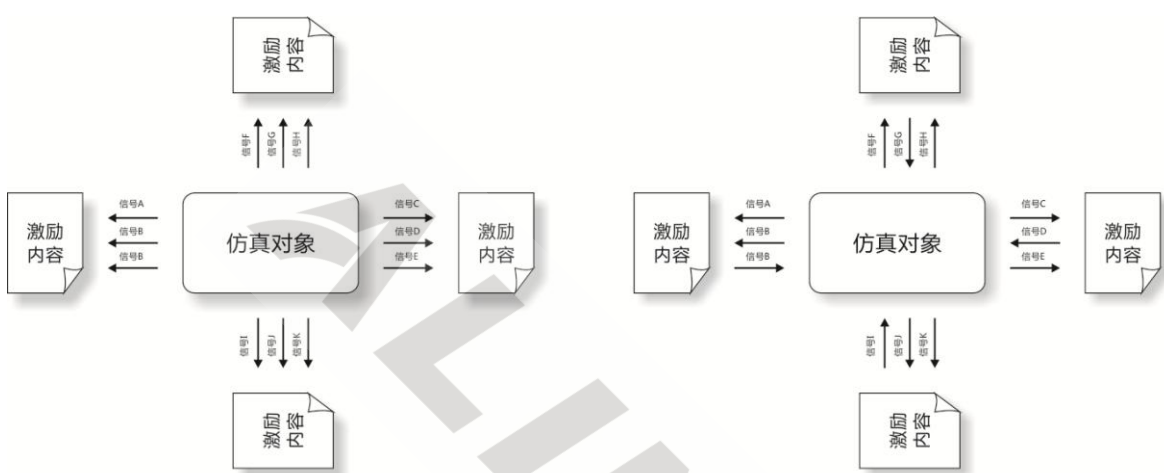 激励
内容
信号F
信号G
信号H
激励
内容
信号A
信号B
信号B
仿真对象
信号C
信号D
信号E
激励
内容
信号I
信号J
信号K
激励
内容
激励
内容
信号F
信号G
信号H
激励
内容
信号A
信号B
信号B
仿真对象
信号C
信号D
信号E
激励
内容
信号I
信号J
信号K
激励
内容